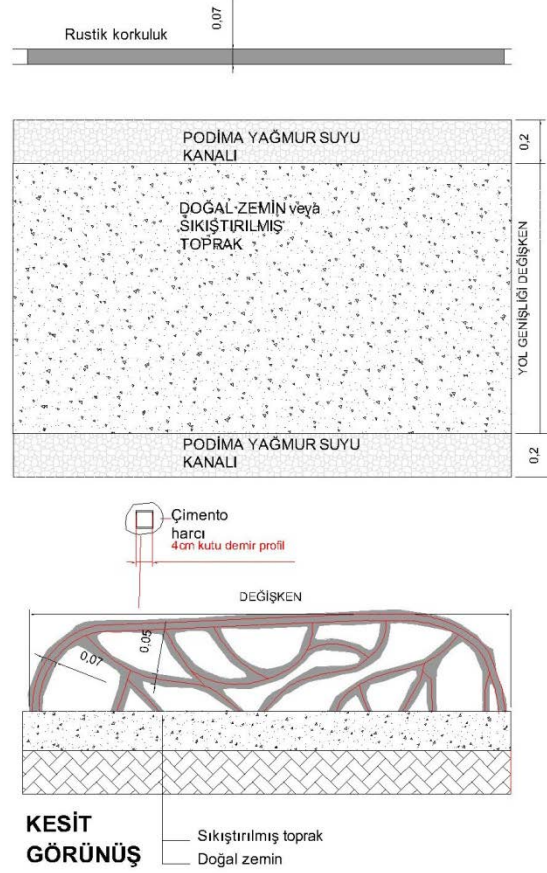 0,07
Rustik korkuluk
PODİMA YAĞMUR SUYU
KANALI
0,2
DOĞAL ZEMİN veya
SIKIŞTIRILMIŞ
TOPRAK
YOL GENİŞLİĞİ DEĞİŞKEN
PODİMA YAĞMUR SUYU
KANALI
0,2
Çimento
harcı
4cm kutu demir profil
DEĞİŞKEN
0,05
0,07
KESİT
GÖRÜNÜŞ
Sıkıştırılmış toprak
Doğal zemin